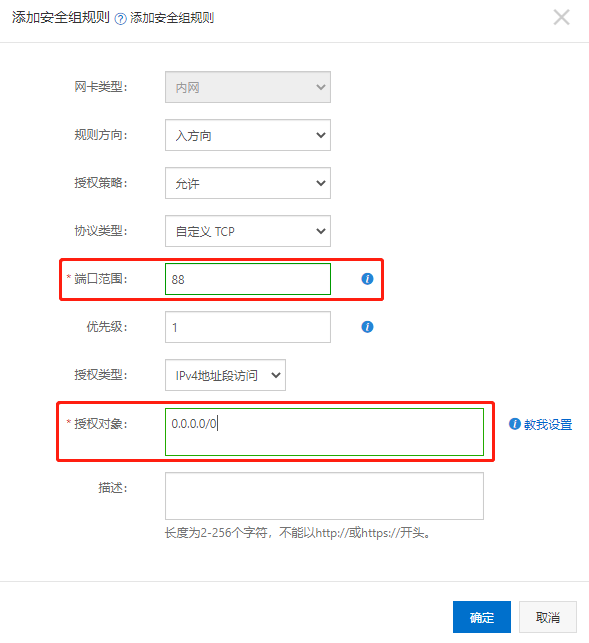 添加安全组规则 ? 添加安全组规则
网卡类型： 内网
规则方向： 入方向
授权策略： 允许
协议类型： 自定义 TCP
* 端口范围： 88
优先级： 1
授权类型： IPv4地址段访问
* 授权对象： 0.0.0.0/0 教我设置
描述：
长度为2-256个字符，不能以http://或https://开头。
确定 取消